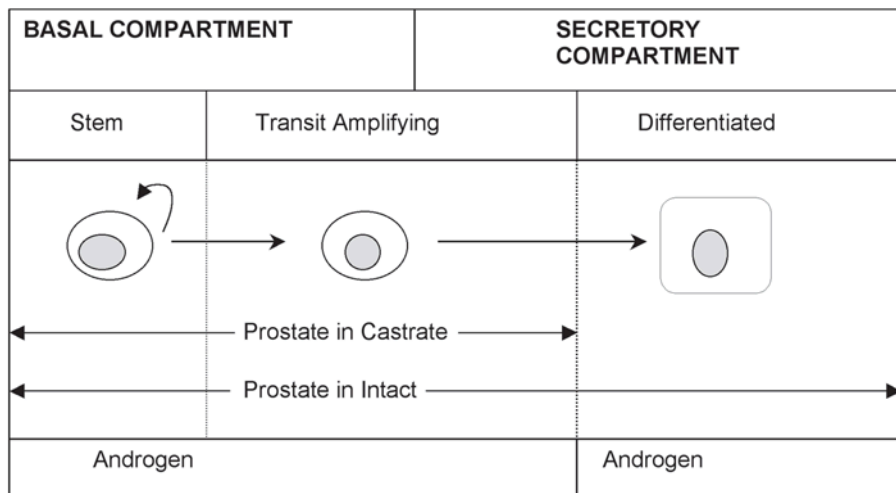 BASAL COMPARTMENT
SECRETORY
COMPARTMENT
Stem
Transit Amplifying
Differentiated
Prostate in Castrate
Prostate in Intact
Androgen
Androgen